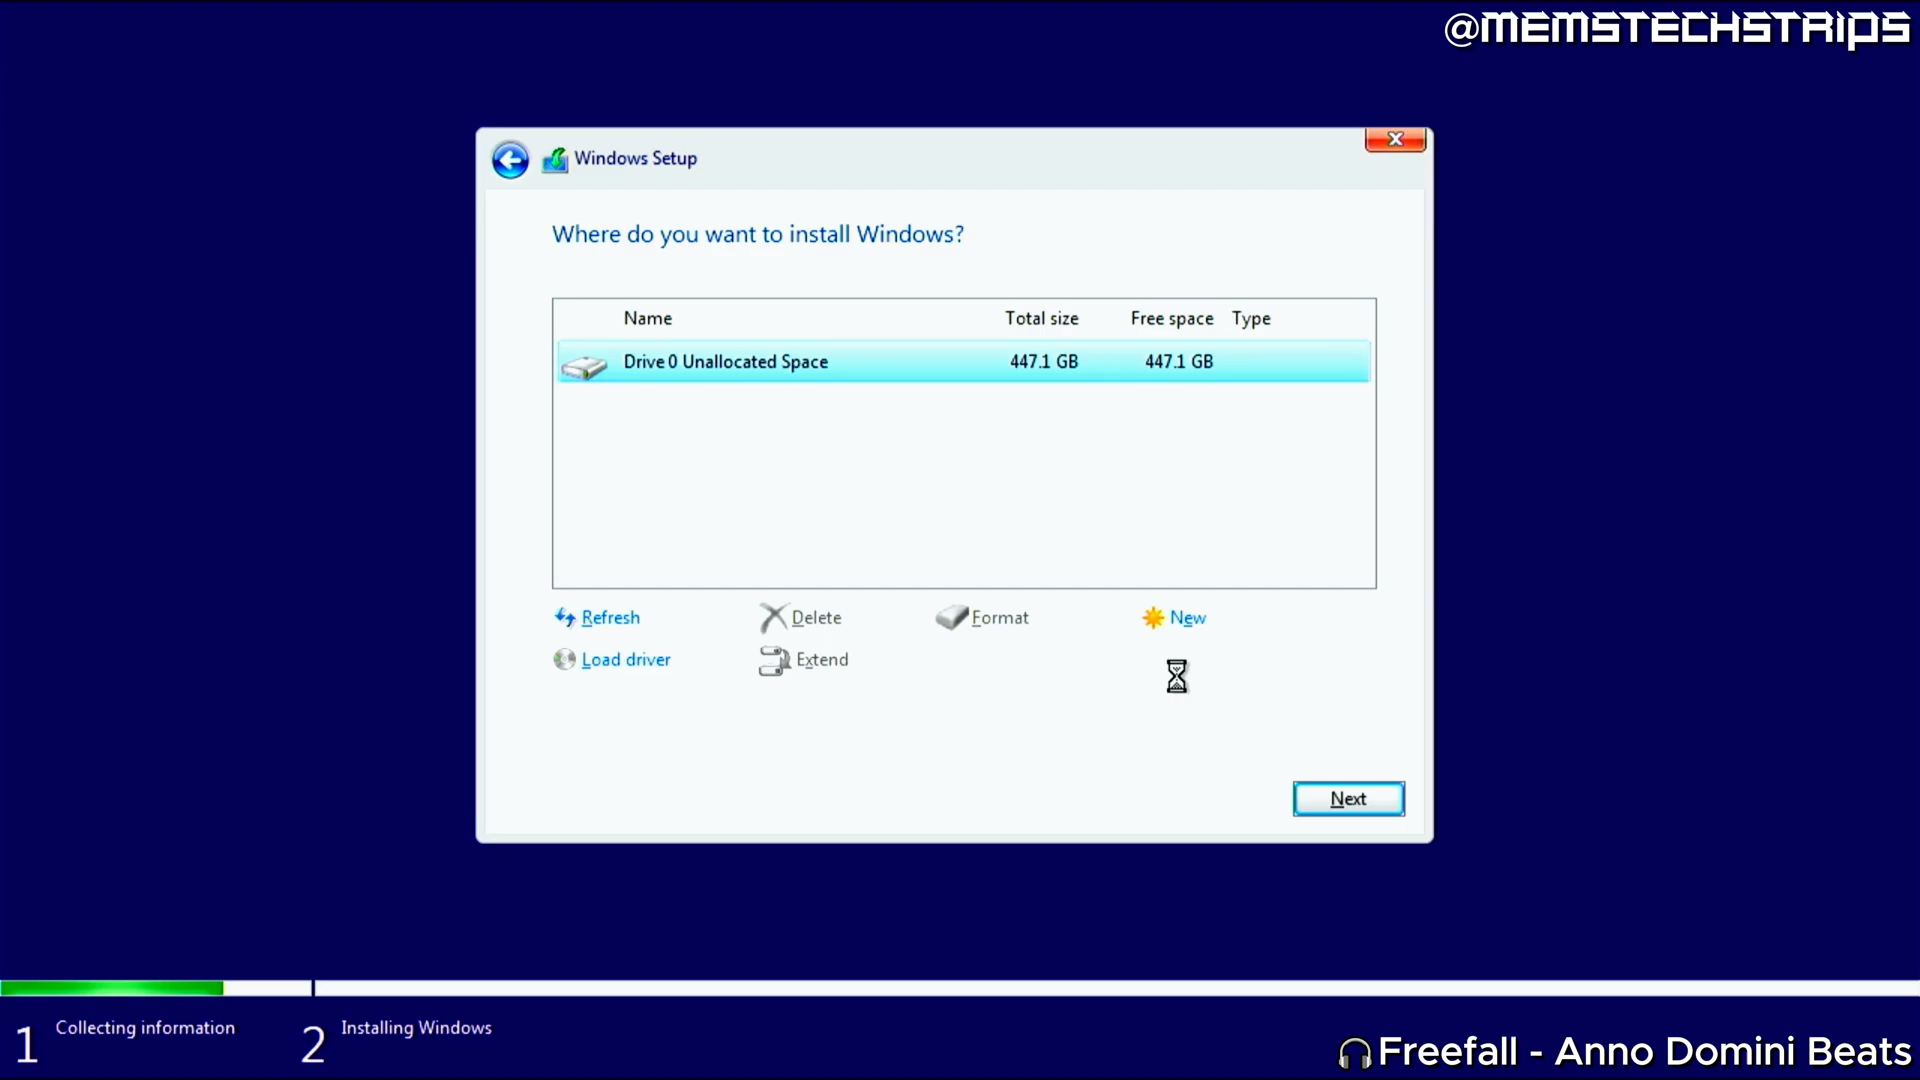 @MEMSTECHSTRIPS
Windows Setup
Where do you want to install Windows?
Name Total size Free space Type
Drive 0 Unallocated Space 447.1 GB 447.1 GB
Refresh Delete Format New
Load driver Extend
Next
1 Collecting information 2 Installing Windows
Freefall - Anno Domini Beats